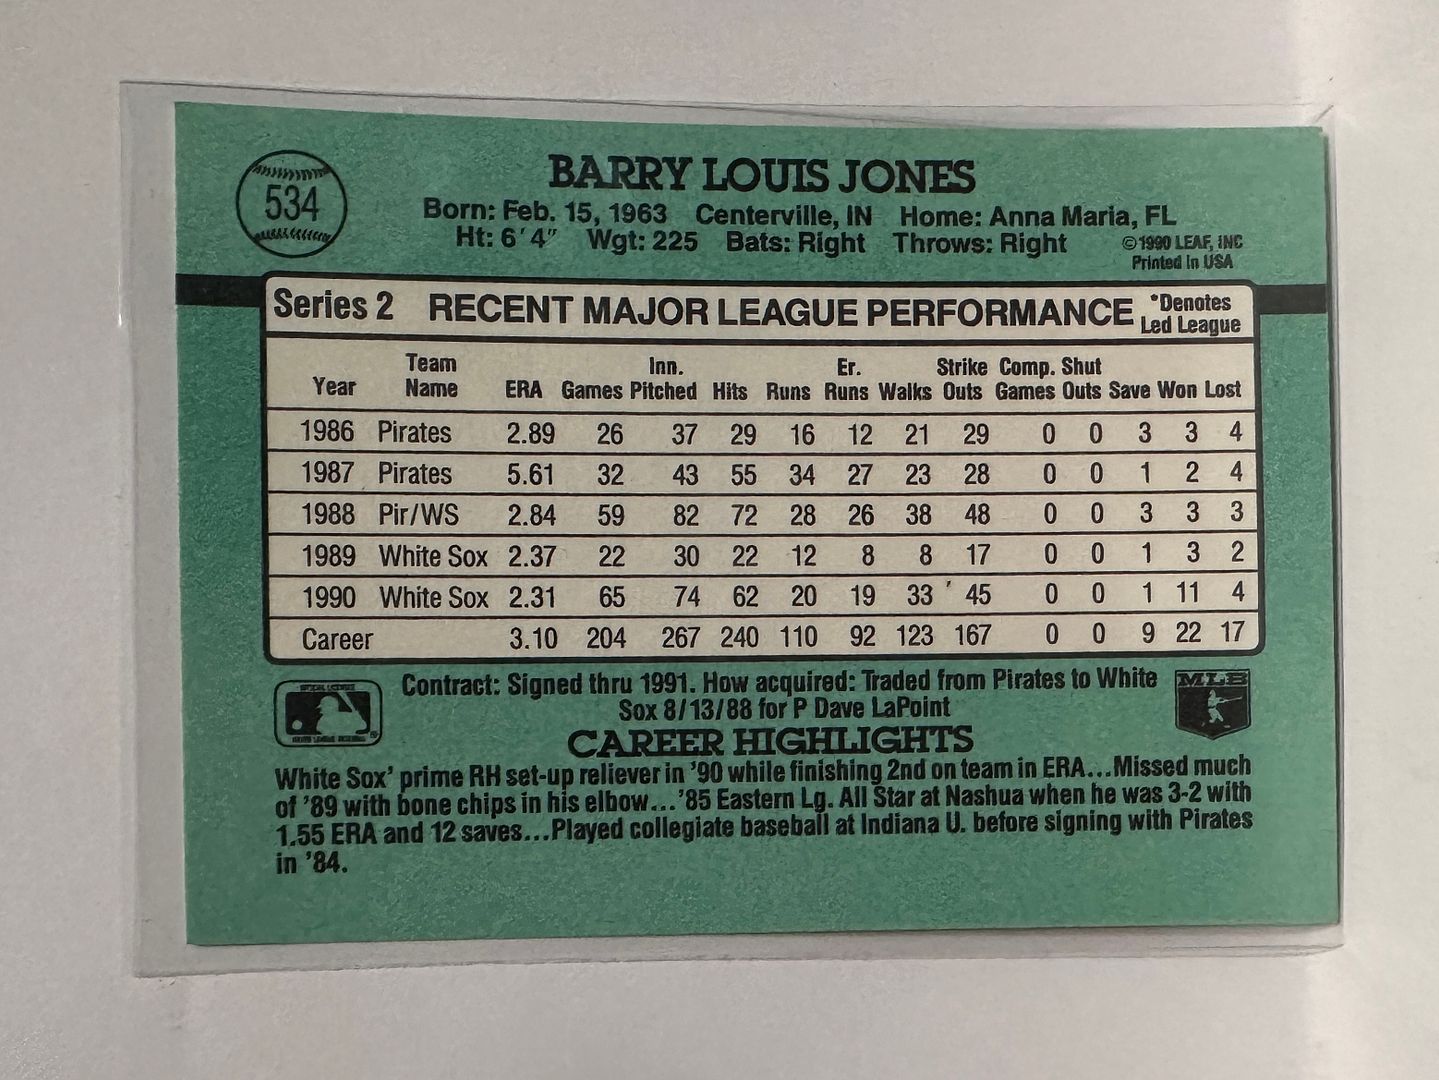 534
BARRY LOUIS JONES
Born: Feb. 15, 1963 Centerville, IN Home: Anna Maria, FL
Ht: 6' 4" Wgt: 225 Bats: Right Throws: Right
©1990 LEAF, INC
Printed In USA
Series 2 RECENT MAJOR LEAGUE PERFORMANCE
*Denotes
Led League
Team Inn. Er. Strike Comp. Shut
Year Name ERA Games Pitched Hits Runs Runs Walks Outs Games Outs Save Won Lost
1986 Pirates 2.89 26 37 29 16 12 21 29 0 0 3 3 4
1987 Pirates 5.61 32 43 55 34 27 23 28 0 0 1 2 4
1988 Pir/WS 2.84 59 82 72 28 26 38 48 0 0 3 3 3
1989 White Sox 2.37 22 30 22 12 8 8 17 0 0 1 3 2
1990 White Sox 2.31 65 74 62 20 19 33 45 0 0 1 11 4
Career 3.10 204 267 240 110 92 123 167 0 0 9 22 17
Contract: Signed thru 1991. How acquired: Traded from Pirates to White
Sox 8/13/88 for P Dave LaPoint
MLB
CAREER HIGHLIGHTS
White Sox' prime RH set-up reliever in '90 while finishing 2nd on team in ERA...Missed much
of '89 with bone chips in his elbow...'85 Eastern Lg. All Star at Nashua when he was 3-2 with
1.55 ERA and 12 saves...Played collegiate baseball at Indiana U. before signing with Pirates
in '84.